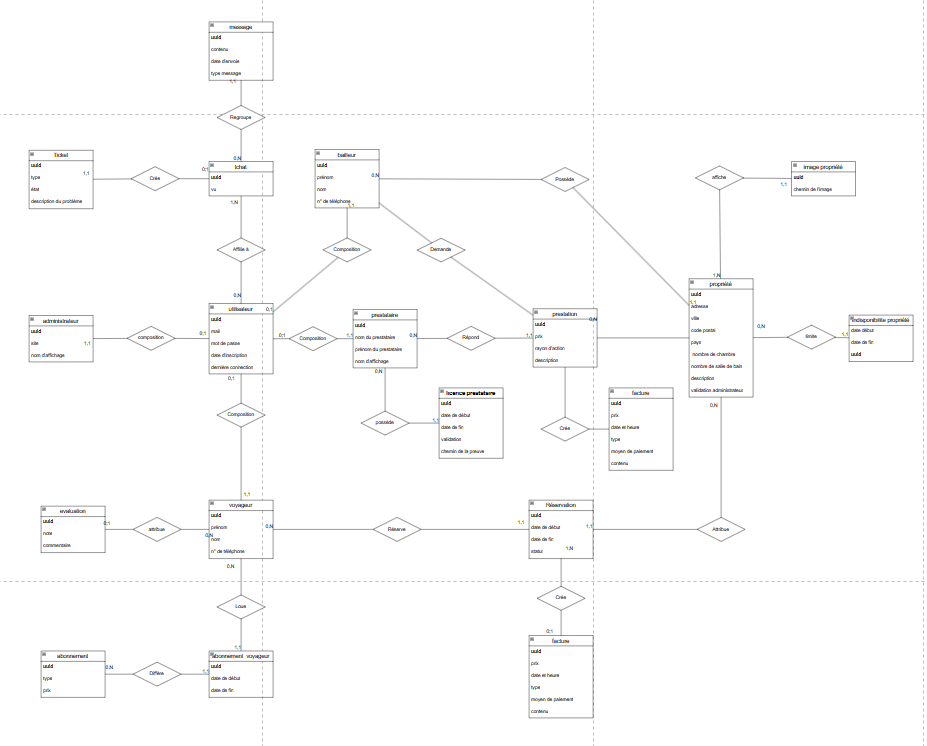 message
uuid
contenu
date d'envoie
type message
1,1
Regroupe
0,N
Ticket
uuid
type
état
description du problème
1,1
Crée
0,1
tchat
uuid
vu
1,N
Affilie à
0,N
bailleur
uuid
prénom
nom
n° de téléphone
0,N
1,1
Possède
Composition
Demande
affiche
image propriété
uuid
chemin de l'image
1,1
1,N
administrateur
uuid
site
nom d'affichage
1,1
composition
0,1
utilisateur
uuid
mail
mot de passe
date d'inscription
dernière connection
0,1
0,1
0,1
Composition
1,1
prestataire
uuid
nom du prestataire
prénom du prestataire
nom d'affichage
0,N
0,N
Répond
1,1
prestation
uuid
prix
rayon d'action
description
0,N
propriété
uuid
adresse
ville
code postal
pays
nombre de chambre
nombre de salle de bain
description
validation administrateur
1,1
0,N
0,N
limite
1,1
Indisponibilité propriété
date début
date de fin
uuid
Composition
possède
1,1
licence prestataire
uuid
date de début
date de fin
validation
chemin de la preuve
Crée
facture
uuid
prix
date et heure
type
moyen de paiement
contenu
evaluation
uuid
note
commentaire
0,1
attribue
0,N
1,1
voyageur
uuid
prénom
nom
n° de téléphone
0,N
0,N
Réserve
1,1
Réservation
uuid
date de début
date de fin
statut
1,1
1,N
Attribue
Loue
Crée
1,1
0,1
abonnement
uuid
type
prix
0,N
Diffère
1,1
abonnement voyageur
uuid
date de début
date de fin
facture
uuid
prix
date et heure
type
moyen de paiement
contenu